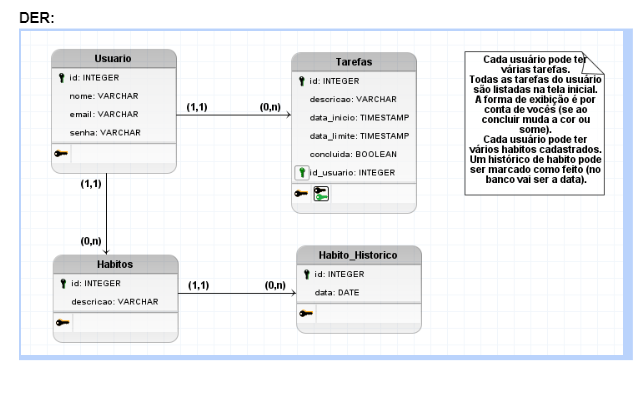 DER:
Usuario
id: INTEGER
nome: VARCHAR
email: VARCHAR
senha: VARCHAR
(1,1)
(0,n)
Tarefas
id: INTEGER
descricao: VARCHAR
data_inicio: TIMESTAMP
data_limite: TIMESTAMP
concluida: BOOLEAN
id_usuario: INTEGER
Cada usuário pode ter
várias tarefas.
Todas as tarefas do usuário
são listadas na tela inicial.
A forma de exibição é por
conta de vocês (se ao
concluir muda a cor ou
some).
Cada usuário pode ter
vários habitos cadastrados.
Um histórico de habito pode
ser marcado como feito (no
banco vai ser a data).
(1,1)
(0,n)
Habitos
id: INTEGER
descricao: VARCHAR
(1,1)
(0,n)
Habito_Historico
id: INTEGER
data: DATE